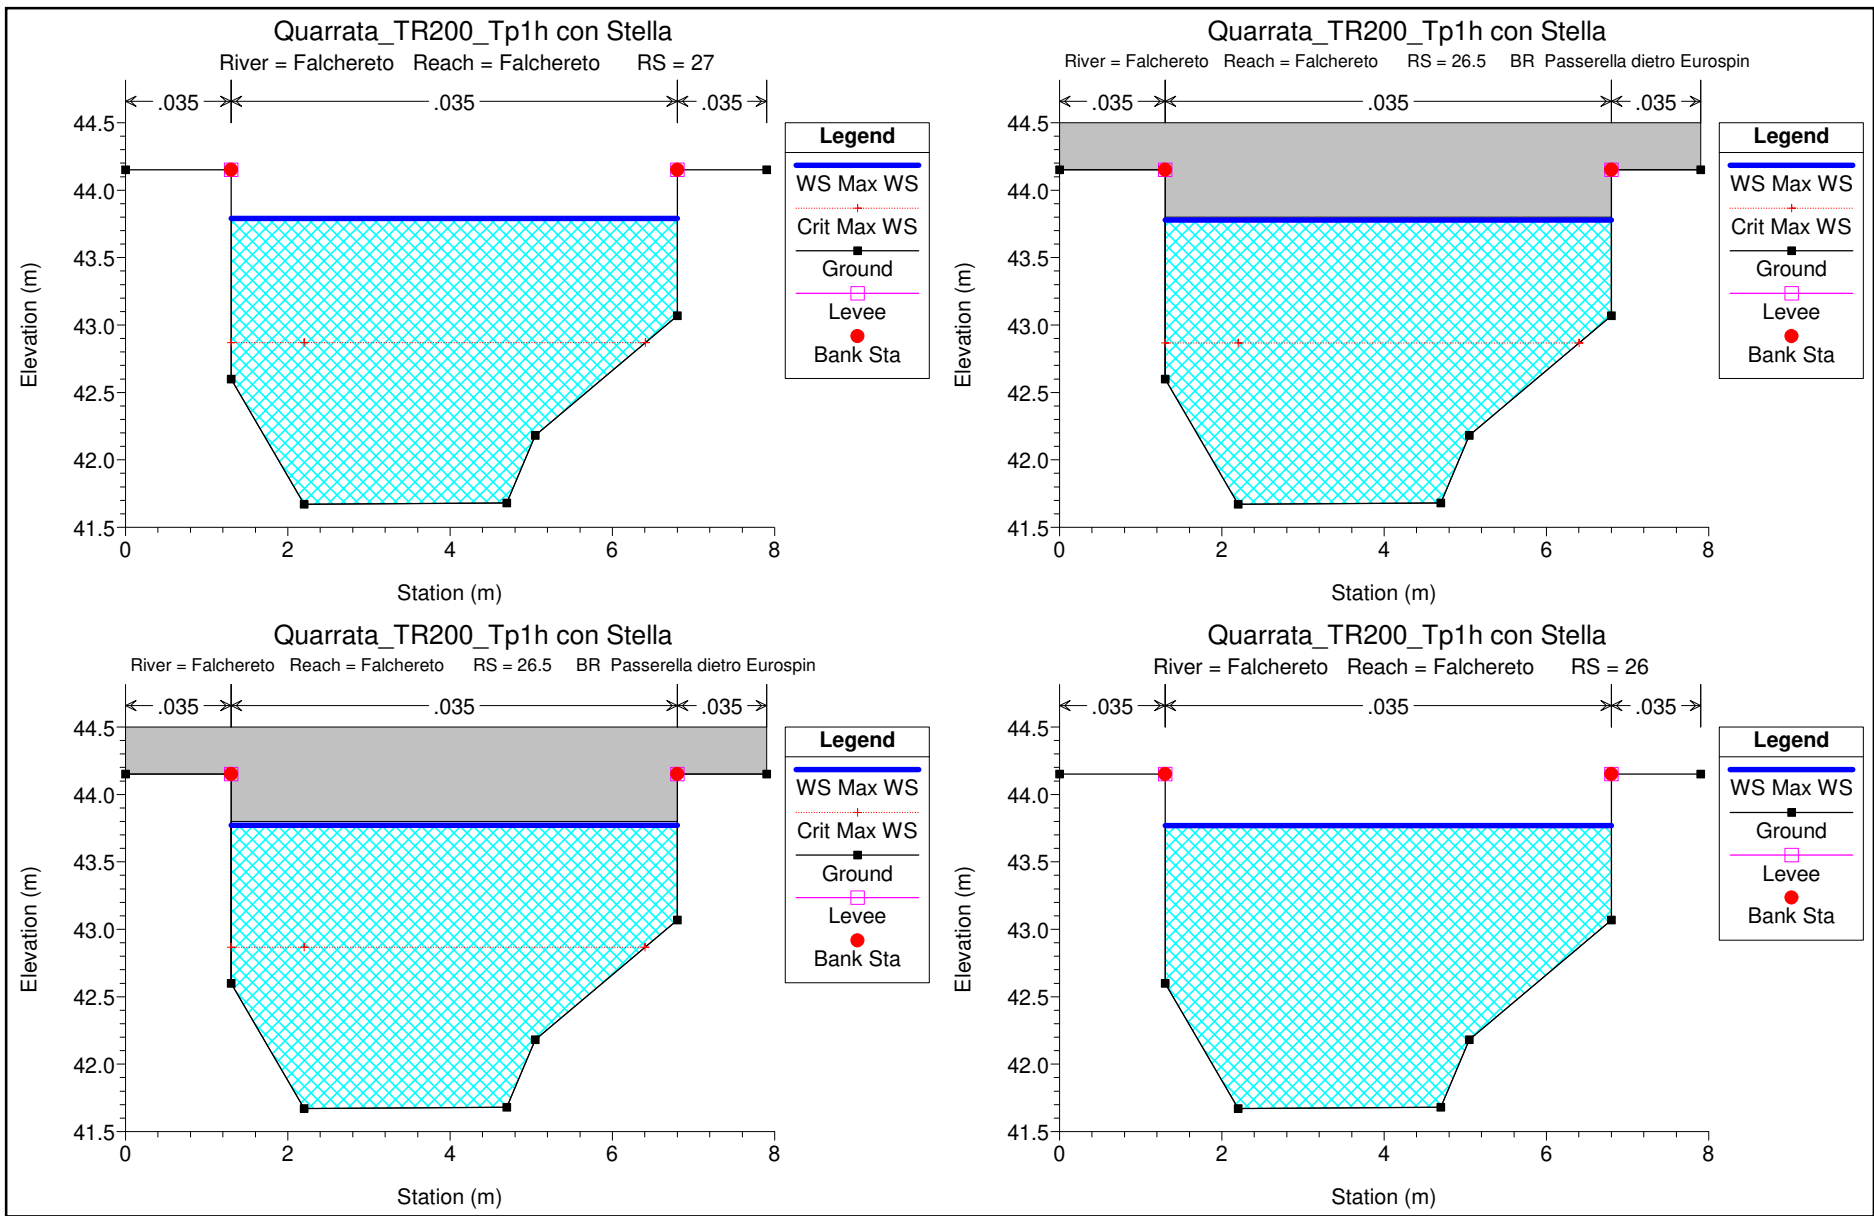 Quarrata_TR200_Tp1h con Stella
River = Falchereto Reach = Falchereto RS = 27
.035 .035 .035
44.5
44.0
43.5
43.0
42.5
42.0
41.5
0 2 4 6 8
Station (m)
Elevation (m)
Legend
WS Max WS
Crit Max WS
Ground
Levee
Bank Sta
Quarrata_TR200_Tp1h con Stella
River = Falchereto Reach = Falchereto RS = 26.5 BR Passerella dietro Eurospin
.035 .035 .035
44.5
44.0
43.5
43.0
42.5
42.0
41.5
0 2 4 6 8
Station (m)
Elevation (m)
Legend
WS Max WS
Crit Max WS
Ground
Levee
Bank Sta
Quarrata_TR200_Tp1h con Stella
River = Falchereto Reach = Falchereto RS = 26.5 BR Passerella dietro Eurospin
.035 .035 .035
44.5
44.0
43.5
43.0
42.5
42.0
41.5
0 2 4 6 8
Station (m)
Elevation (m)
Legend
WS Max WS
Crit Max WS
Ground
Levee
Bank Sta
Quarrata_TR200_Tp1h con Stella
River = Falchereto Reach = Falchereto RS = 26
.035 .035 .035
44.5
44.0
43.5
43.0
42.5
42.0
41.5
0 2 4 6 8
Station (m)
Elevation (m)
Legend
WS Max WS
Ground
Levee
Bank Sta